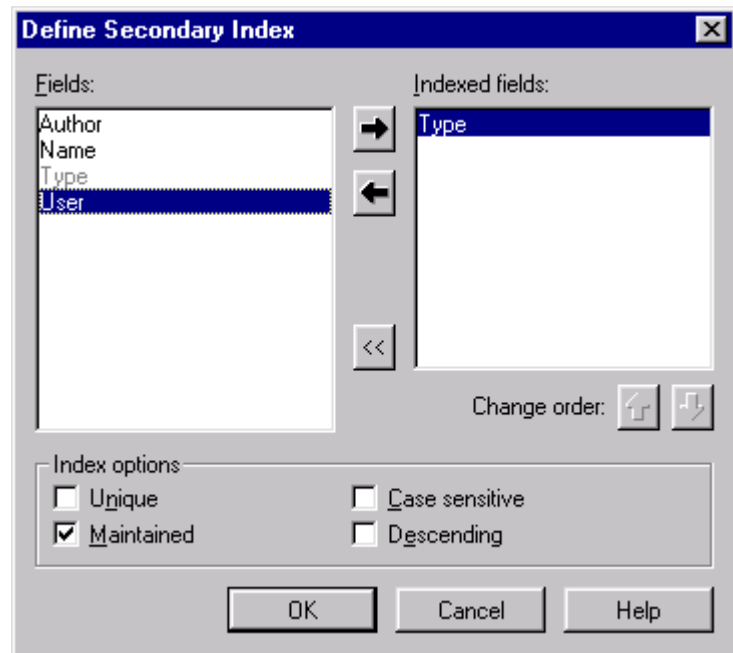 Define Secondary Index
Fields:
Indexed fields:
Author
Name
Type
User
Type
<<
Change order:
Index options
Unique
Case sensitive
Maintained
Descending
OK
Cancel
Help